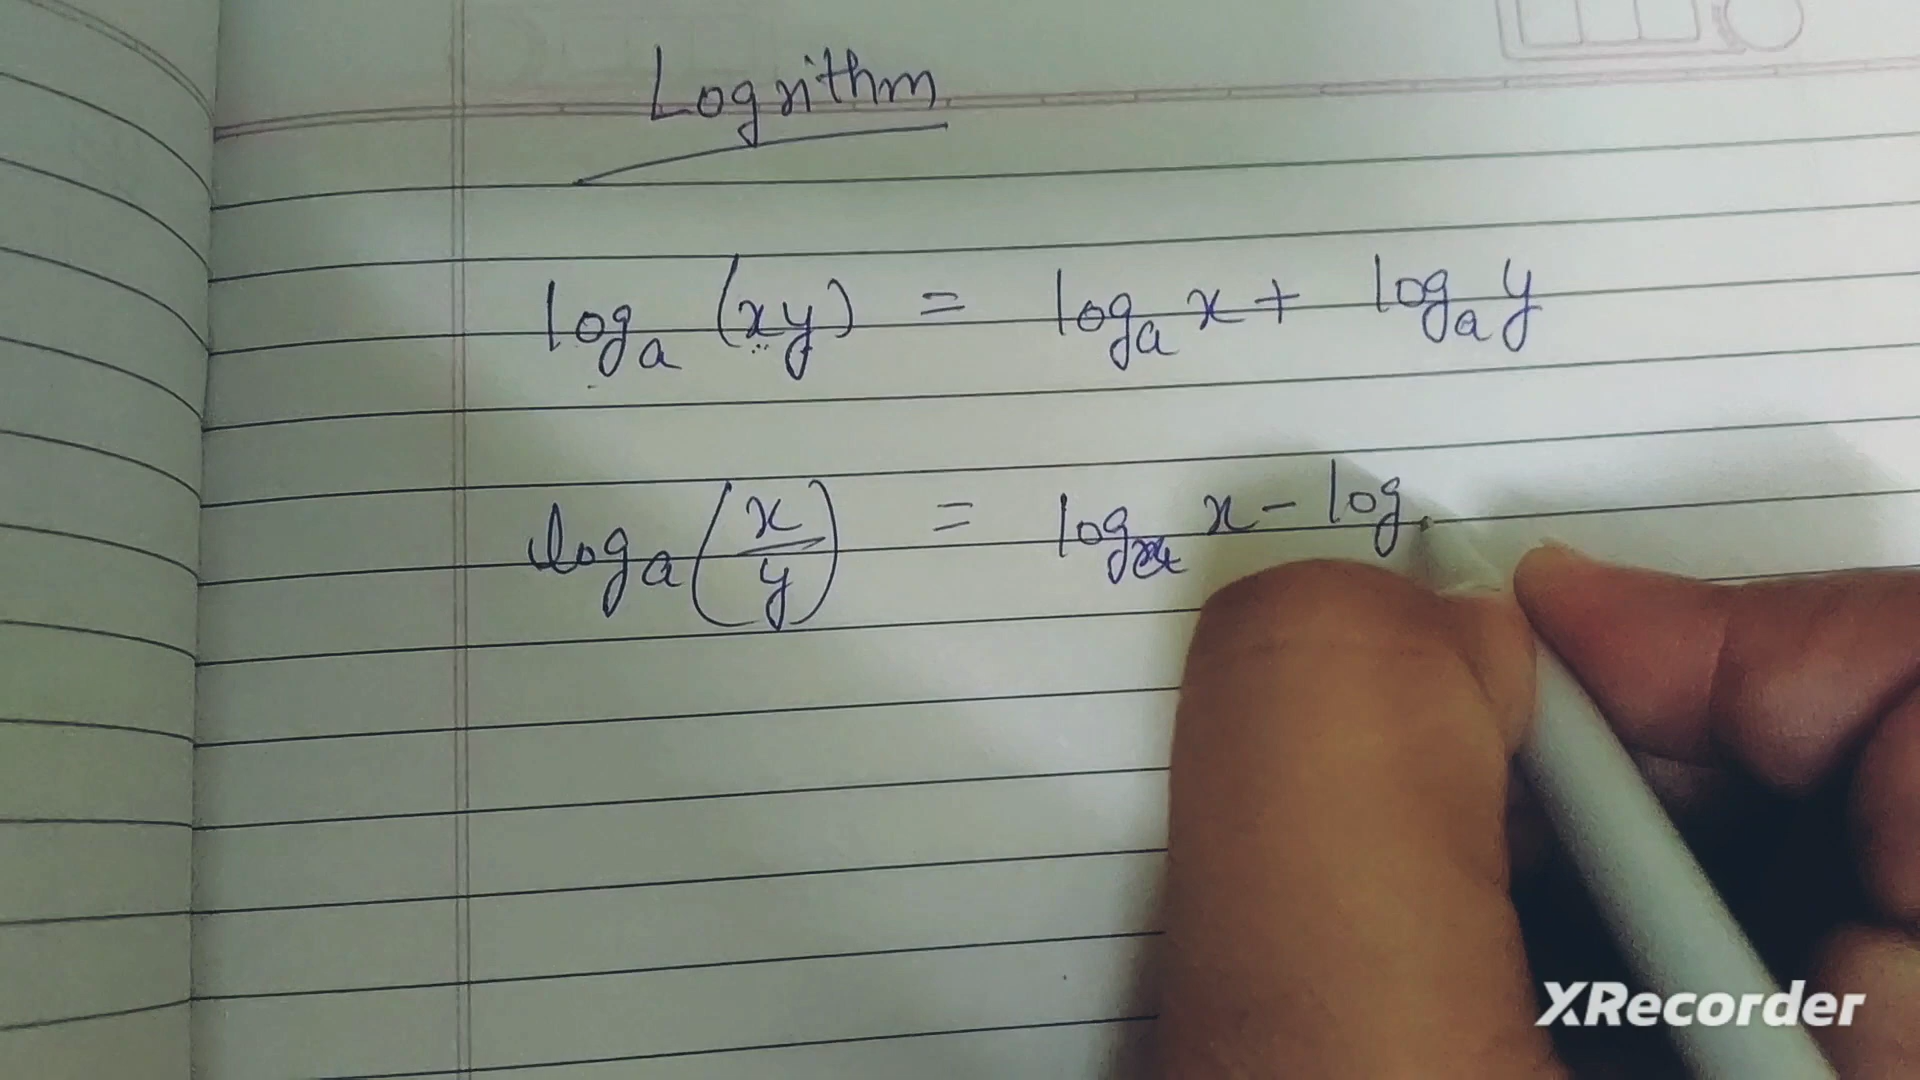 Logrithm
logₐ (xy) = logₐ x + logₐ y
logₐ (x/y) = logₐ x - log
XRecorder